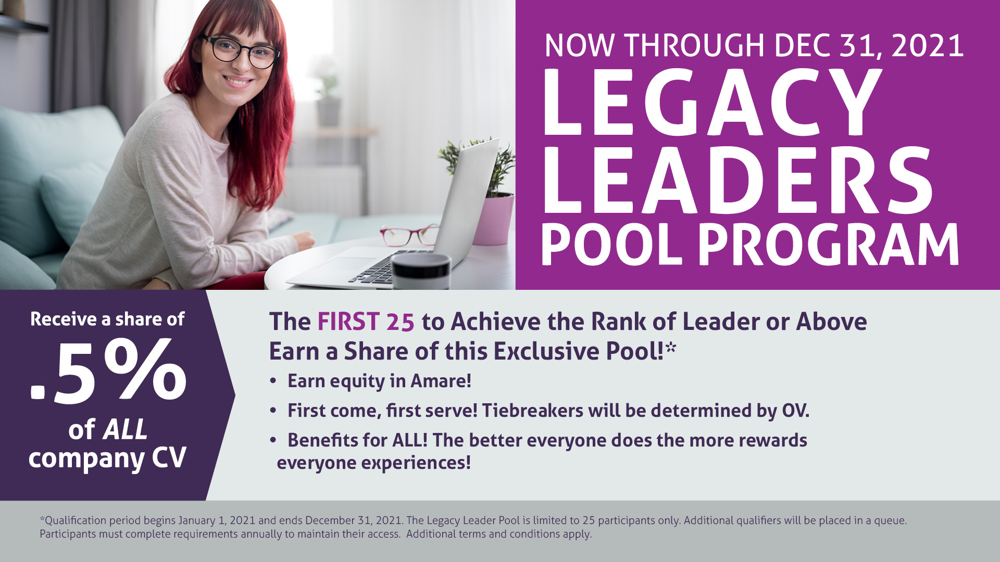 NOW THROUGH DEC 31, 2021
LEGACY
LEADERS
POOL PROGRAM
Receive a share of
.5%
of ALL
company CV
The FIRST 25 to Achieve the Rank of Leader or Above
Earn a Share of this Exclusive Pool!*
• Earn equity in Amare!
• First come, first serve! Tiebreakers will be determined by OV.
• Benefits for ALL! The better everyone does the more rewards
everyone experiences!
*Qualification period begins January 1, 2021 and ends December 31, 2021. The Legacy Leader Pool is limited to 25 participants only. Additional qualifiers will be placed in a queue.
Participants must complete requirements annually to maintain their access. Additional terms and conditions apply.